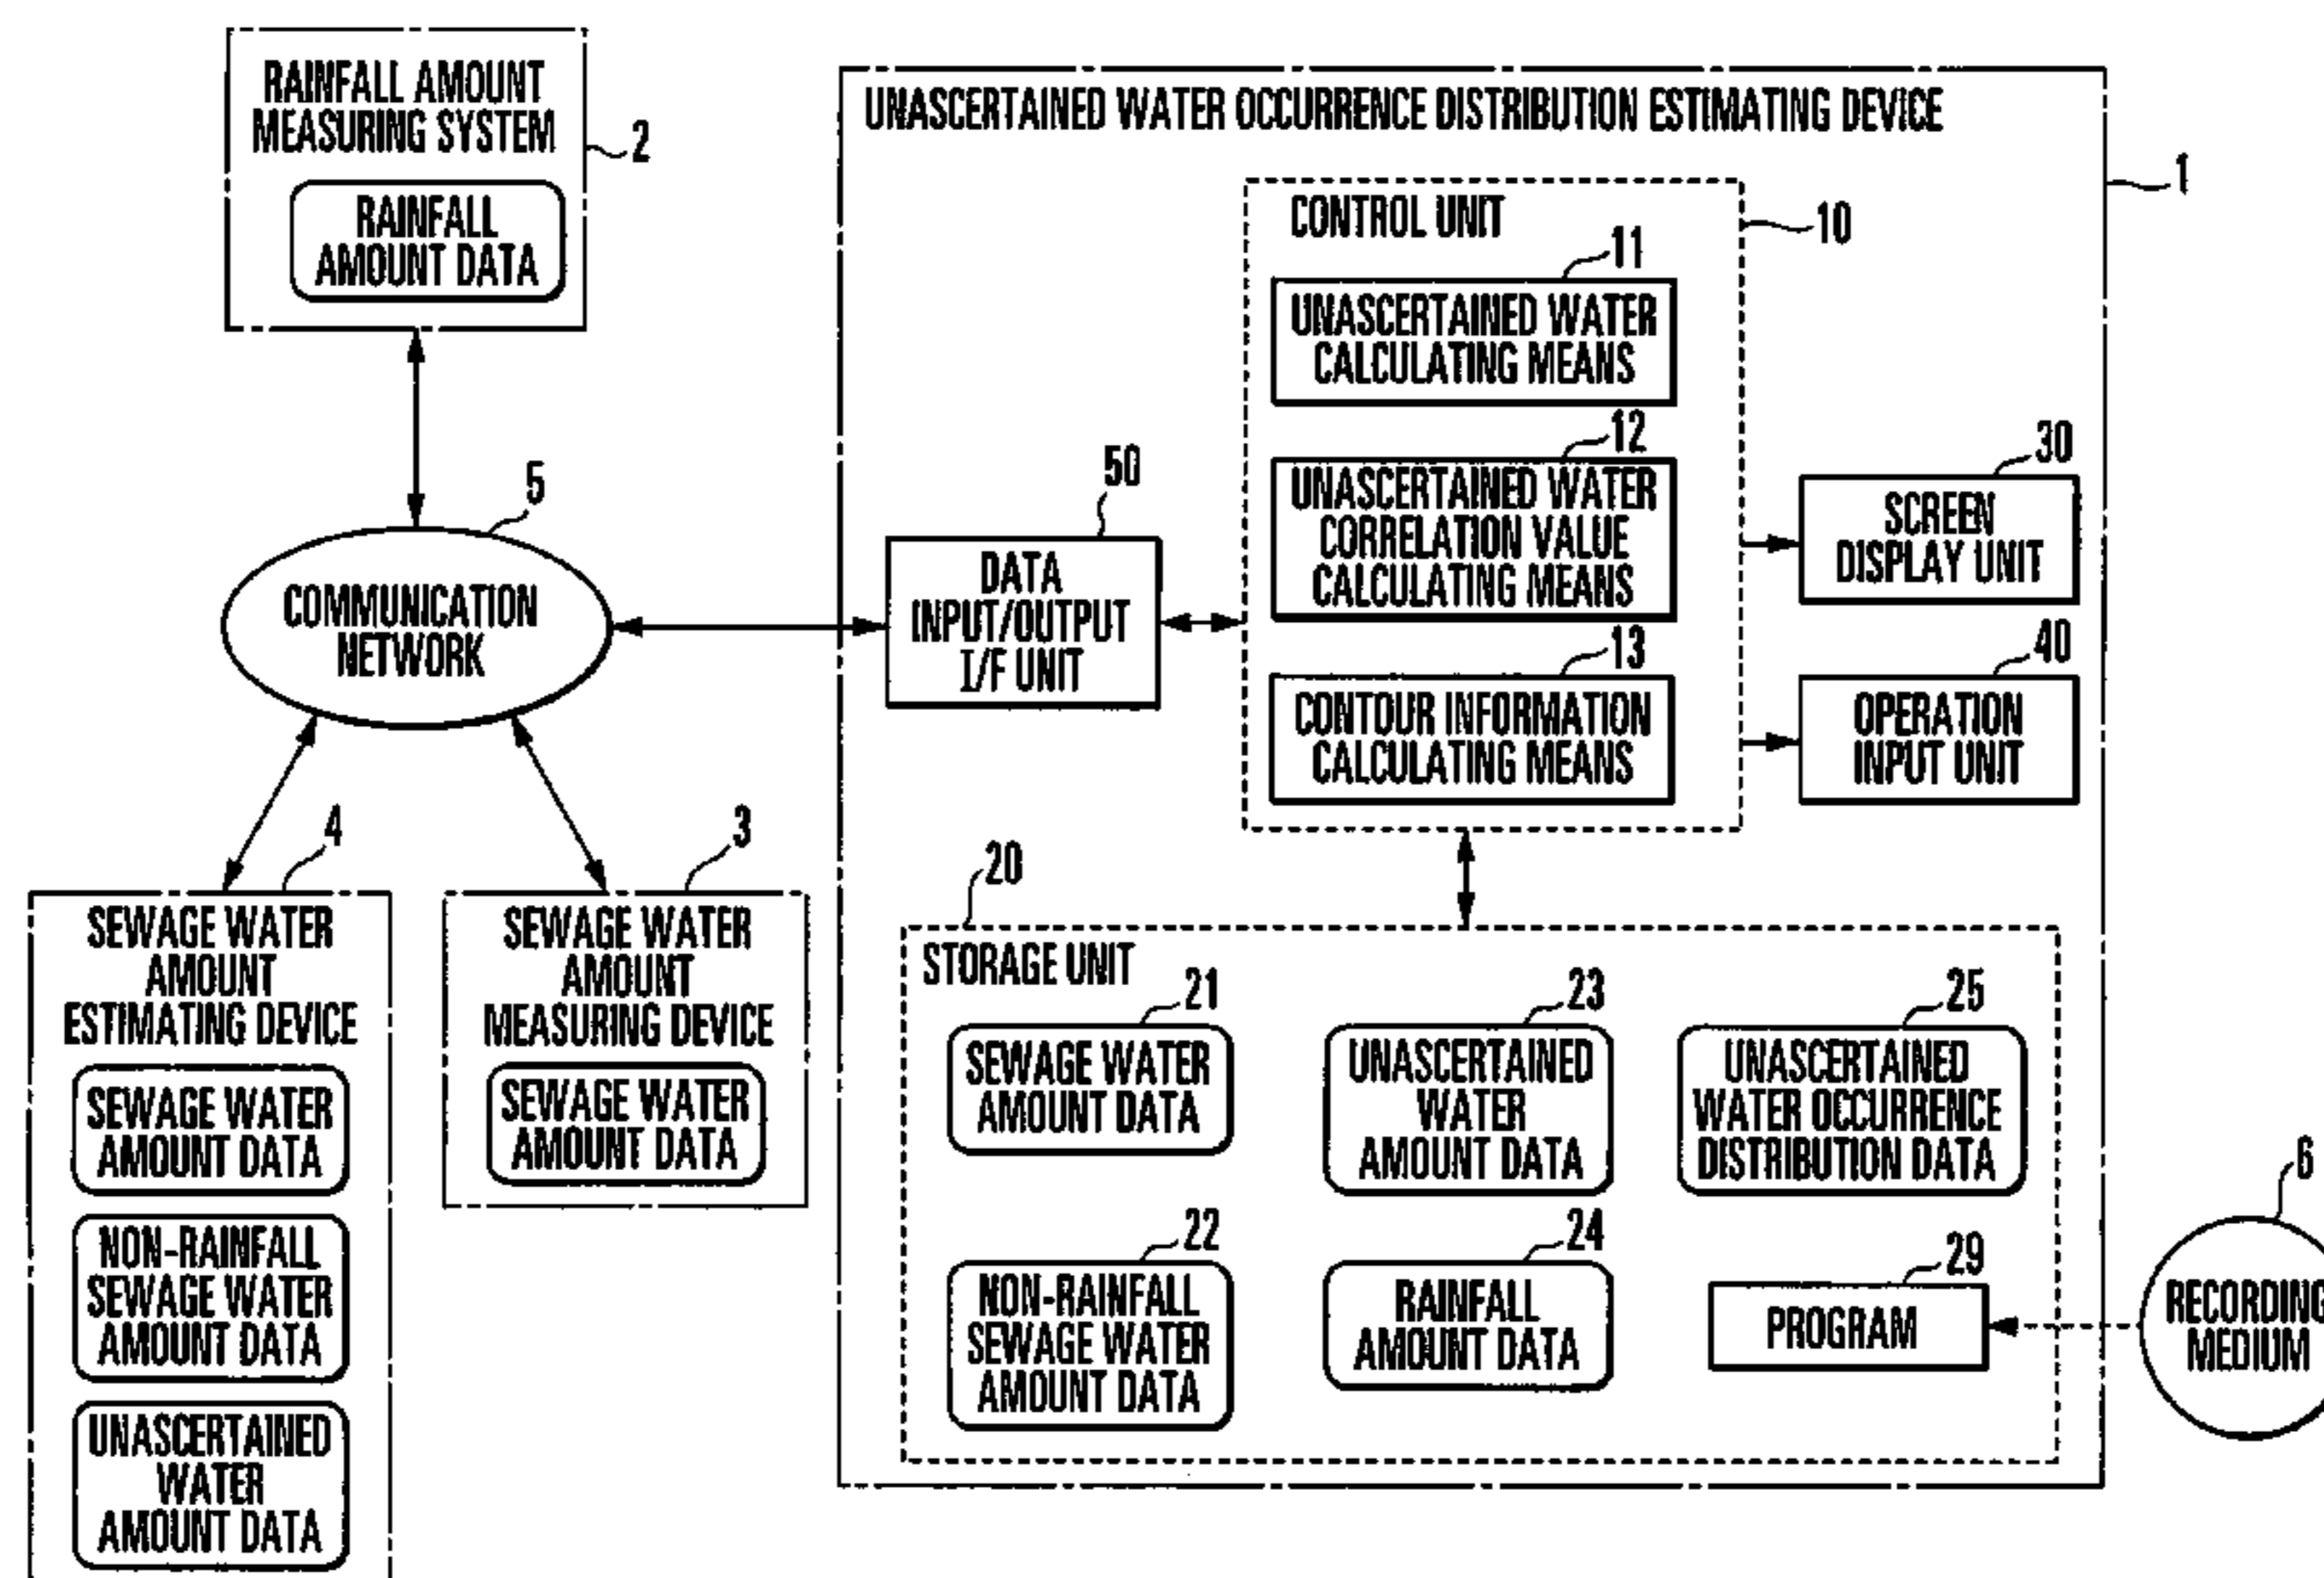 RAINFALL AMOUNT
MEASURING SYSTEM
2
RAINFALL
AMOUNT DATA
5
COMMUNICATION
NETWORK
4
SEWAGE WATER
AMOUNT
ESTIMATING DEVICE
SEWAGE WATER
AMOUNT DATA
NON-RAINFALL
SEWAGE WATER
AMOUNT DATA
UNASCERTAINED
WATER
AMOUNT DATA
3
SEWAGE WATER
AMOUNT
MEASURING DEVICE
SEWAGE WATER
AMOUNT DATA
UNASCERTAINED WATER OCCURRENCE DISTRIBUTION ESTIMATING DEVICE
1
50
DATA
INPUT/OUTPUT
I/F UNIT
CONTROL UNIT
10
11
UNASCERTAINED WATER
CALCULATING MEANS
12
UNASCERTAINED WATER
CORRELATION VALUE
CALCULATING MEANS
13
CONTOUR INFORMATION
CALCULATING MEANS
30
SCREEN
DISPLAY UNIT
40
OPERATION
INPUT UNIT
20
STORAGE UNIT
21
SEWAGE WATER
AMOUNT DATA
23
UNASCERTAINED
WATER
AMOUNT DATA
25
UNASCERTAINED
WATER OCCURRENCE
DISTRIBUTION DATA
22
NON-RAINFALL
SEWAGE WATER
AMOUNT DATA
24
RAINFALL
AMOUNT DATA
29
PROGRAM
6
RECORDING
MEDIUM